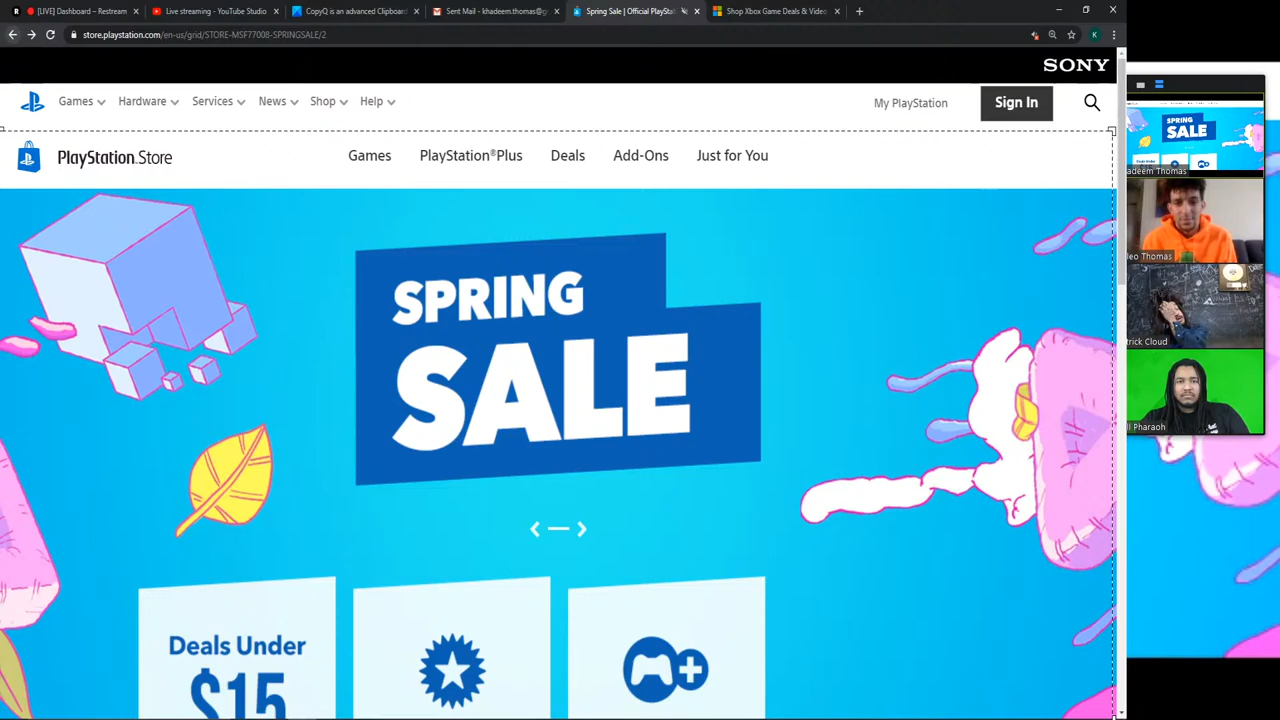 [LIVE] Dashboard – Restream
Live streaming - YouTube Studio
CopyQ is an advanced Clipboard
Sent Mail - khadeem.thomas@g
Spring Sale | Official PlaySta
Shop Xbox Game Deals & Video
store.playstation.com/en-us/grid/STORE-MSF77008-SPRINGSALE/2
K
SONY
Games
Hardware
Services
News
Shop
Help
My PlayStation
Sign In
PlayStation.Store
Games
PlayStation®Plus
Deals
Add-Ons
Just for You
SPRING
SALE
Deals Under
$15
SPRING
SALE
adeem Thomas
leo Thomas
trick Cloud
ll Pharaoh